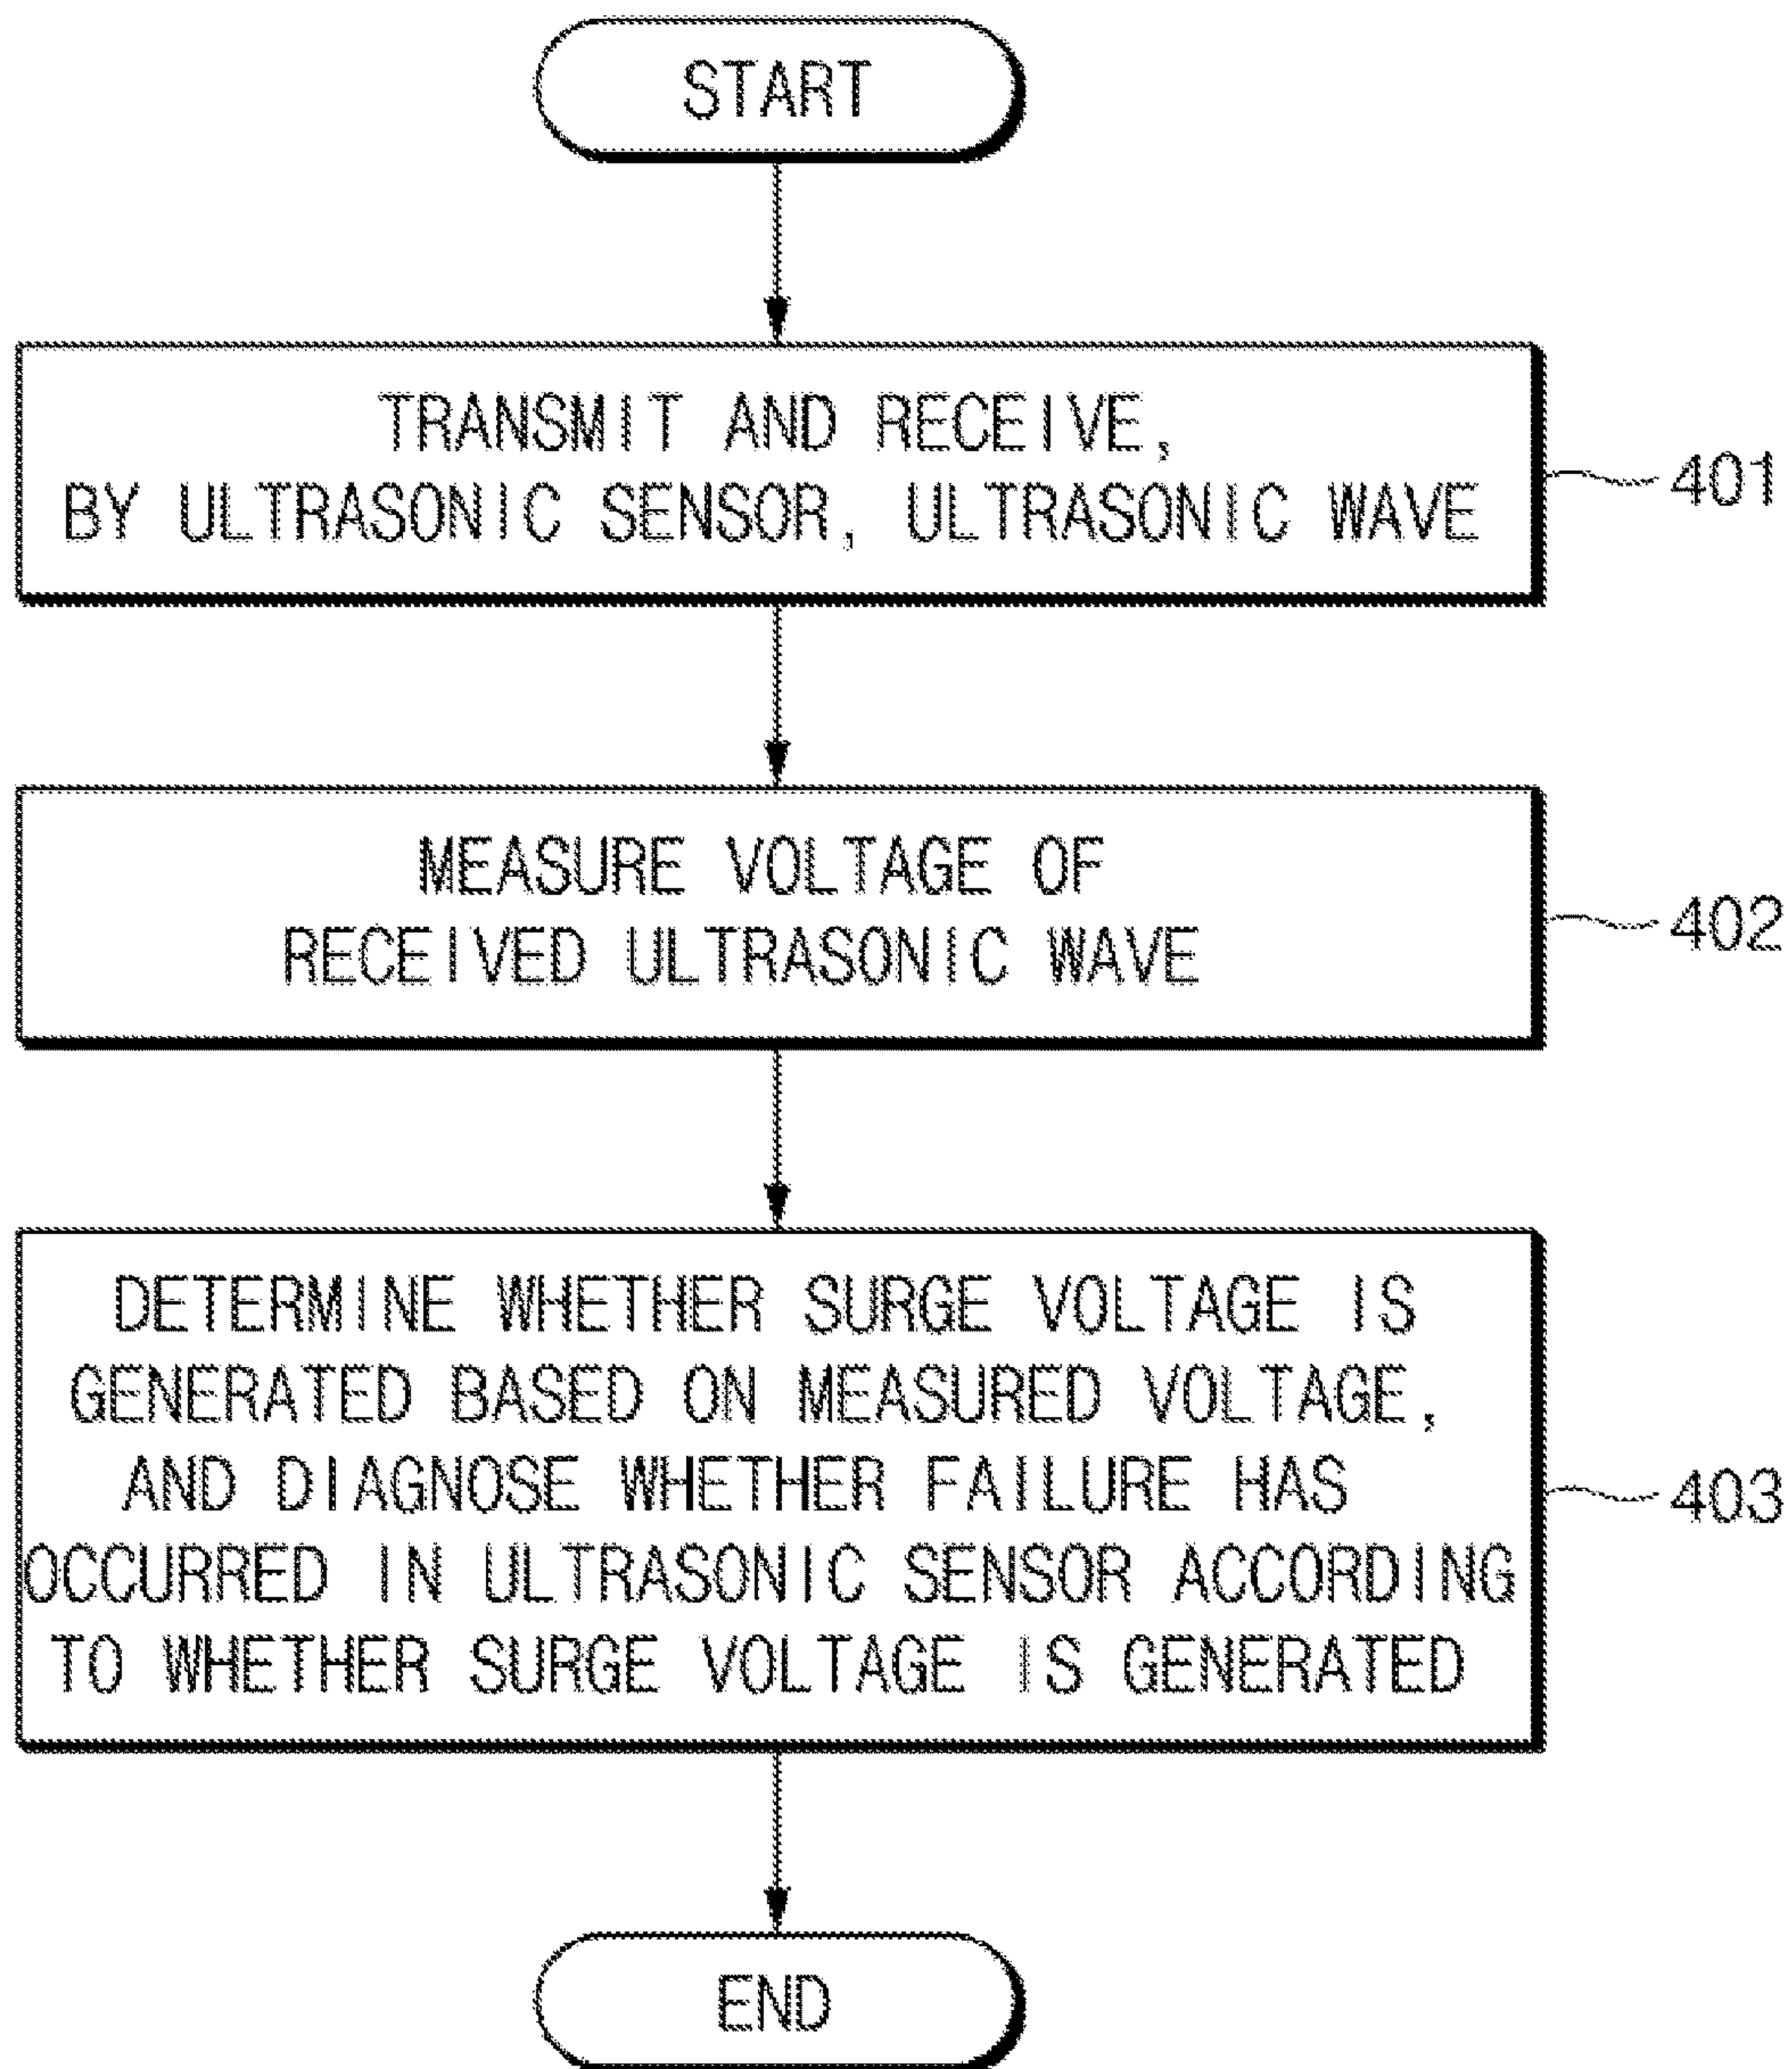 START
TRANSMIT AND RECEIVE,
BY ULTRASONIC SENSOR, ULTRASONIC WAVE
401
MEASURE VOLTAGE OF
RECEIVED ULTRASONIC WAVE
402
DETERMINE WHETHER SURGE VOLTAGE IS
GENERATED BASED ON MEASURED VOLTAGE,
AND DIAGNOSE WHETHER FAILURE HAS
OCCURRED IN ULTRASONIC SENSOR ACCORDING
TO WHETHER SURGE VOLTAGE IS GENERATED
403
END